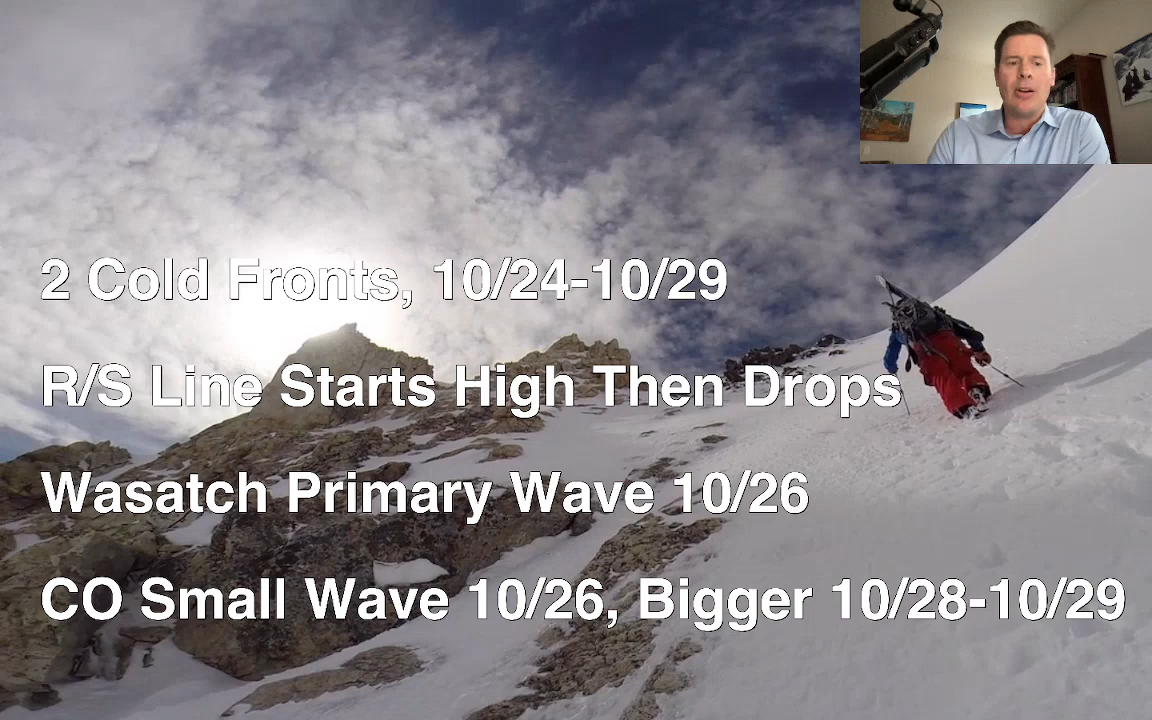 2 Cold Fronts, 10/24-10/29
R/S Line Starts High Then Drops
Wasatch Primary Wave 10/26
CO Small Wave 10/26, Bigger 10/28-10/29